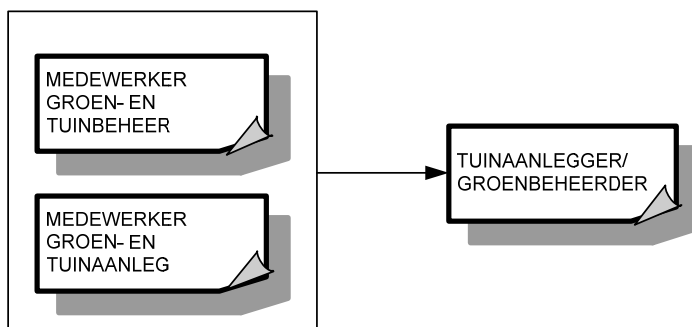 MEDEWERKER
GROEN- EN
TUINBEHEER
MEDEWERKER
GROEN- EN
TUINAANLEG
TUINAANLEGGER/
GROENBEHEERDER